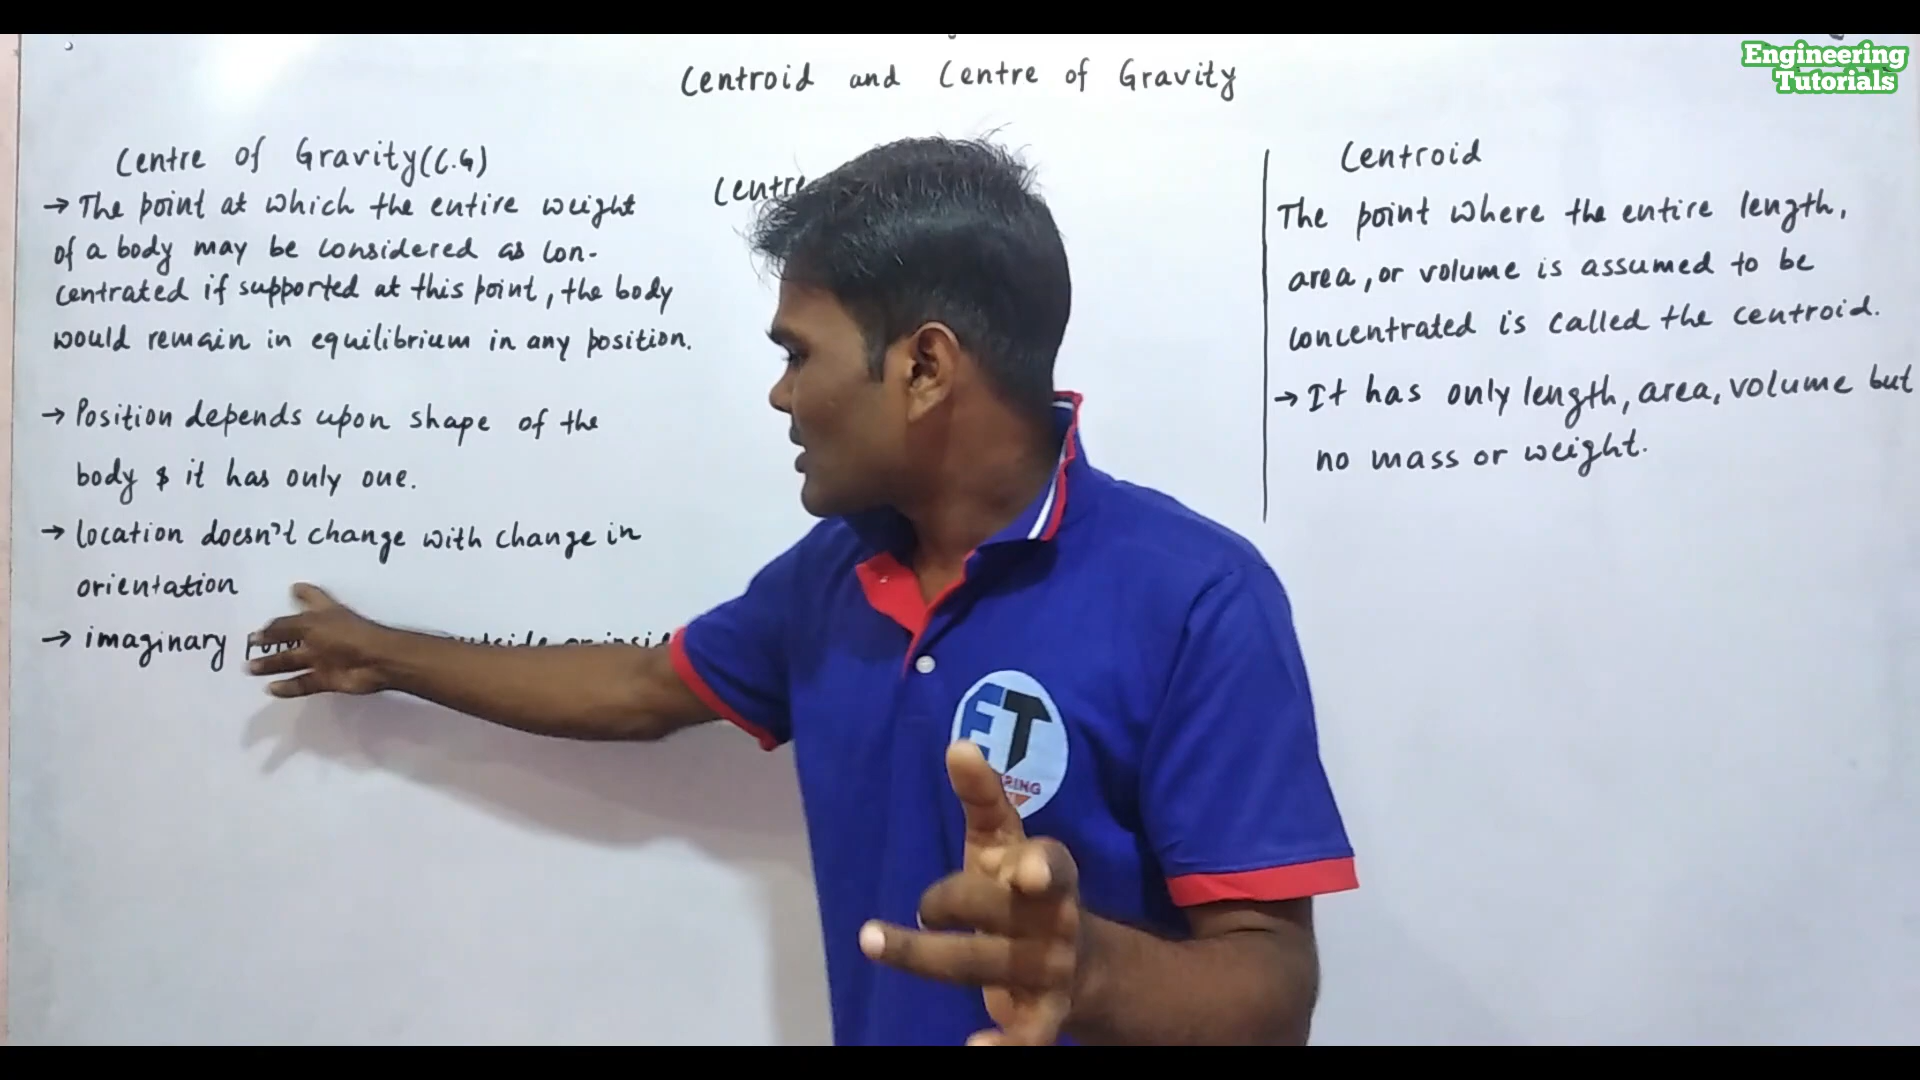 Engineering
Tutorials
Centroid and Centre of Gravity
Centre of Gravity(C.G)
→ The point at which the entire weight
of a body may be considered as con-
centrated if supported at this point, the body
would remain in equilibrium in any position.
→ Position depends upon shape of the
body & it has only one.
→ location doesn't change with change in
orientation
→ imaginary
Centre
Centroid
The point where the entire length,
area, or volume is assumed to be
concentrated is called the centroid.
→ It has only length, area, volume but
no mass or weight.
ET